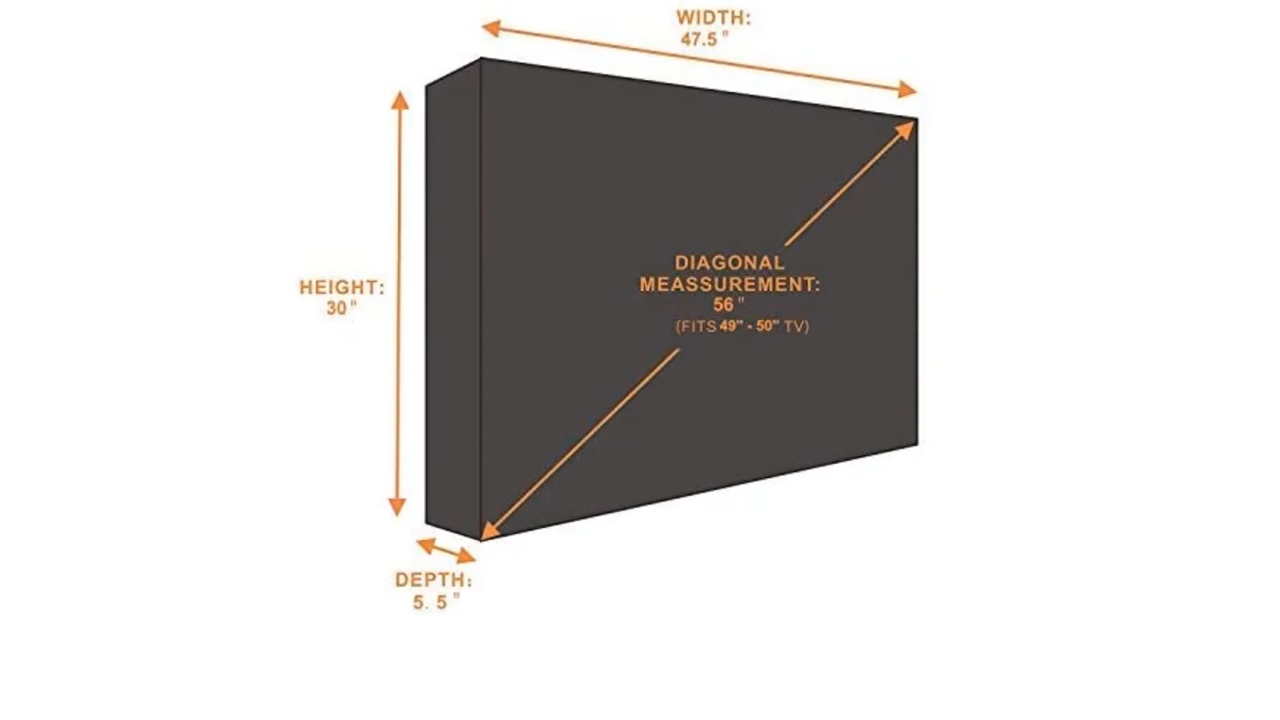 WIDTH:
47.5 "
HEIGHT:
30"
DIAGONAL
MEASSUREMENT:
56 "
(FITS 49" - 50" TV)
DEPTH:
5. 5 "